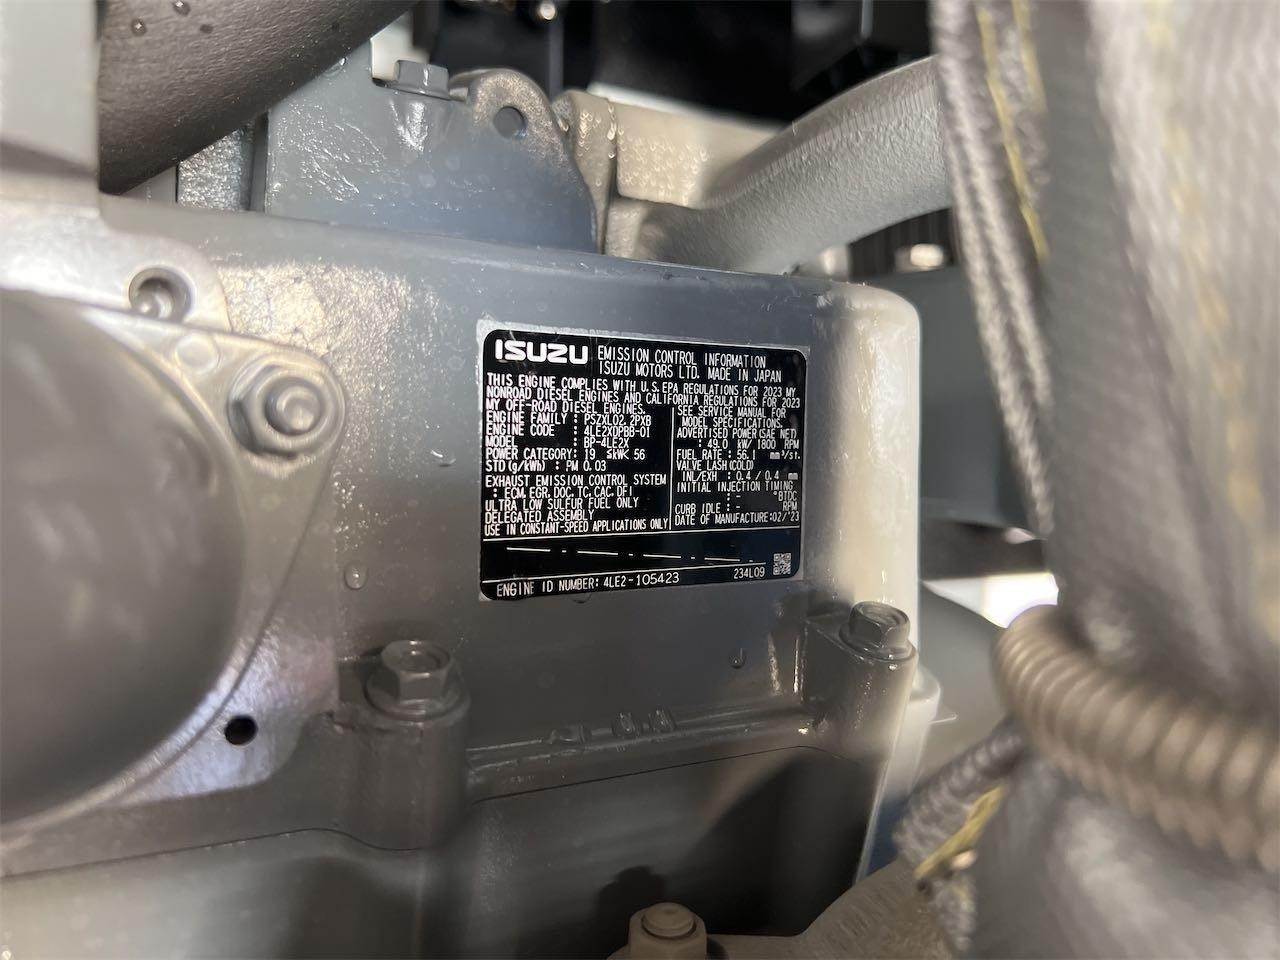 ISUZU EMISSION CONTROL INFORMATION
ISUZU MOTORS LTD. MADE IN JAPAN
THIS ENGINE COMPLIES WITH U.S. EPA REGULATIONS FOR 2023 MY
NONROAD DIESEL ENGINES AND CALIFORNIA REGULATIONS FOR 2023
MY OFF-ROAD DIESEL ENGINES.
ENGINE FAMILY : PSZXL02.2PXB
ENGINE CODE : 4LE2XDPBB-01
MODEL : BP-4LE2X
POWER CATEGORY: 19 ≤kW< 56
STD(g/kWh) : PM 0.03
EXHAUST EMISSION CONTROL SYSTEM
: ECM, EGR, DOC, TC, CAC, DFI
ULTRA LOW SULFUR FUEL ONLY
DELEGATED ASSEMBLY
USE IN CONSTANT-SPEED APPLICATIONS ONLY
SEE SERVICE MANUAL FOR
MODEL SPECIFICATIONS.
ADVERTISED POWER(SAE NET)
: 49.0 kW/ 1800 RPM
FUEL RATE : 56.1 mm³/st.
VALVE LASH(COLD)
INL/EXH : 0.4 / 0.4 mm
INITIAL INJECTION TIMING
: - °BTDC
CURB IDLE : - RPM
DATE OF MANUFACTURE:02/'23
ENGINE ID NUMBER: 4LE2-105423
234L09